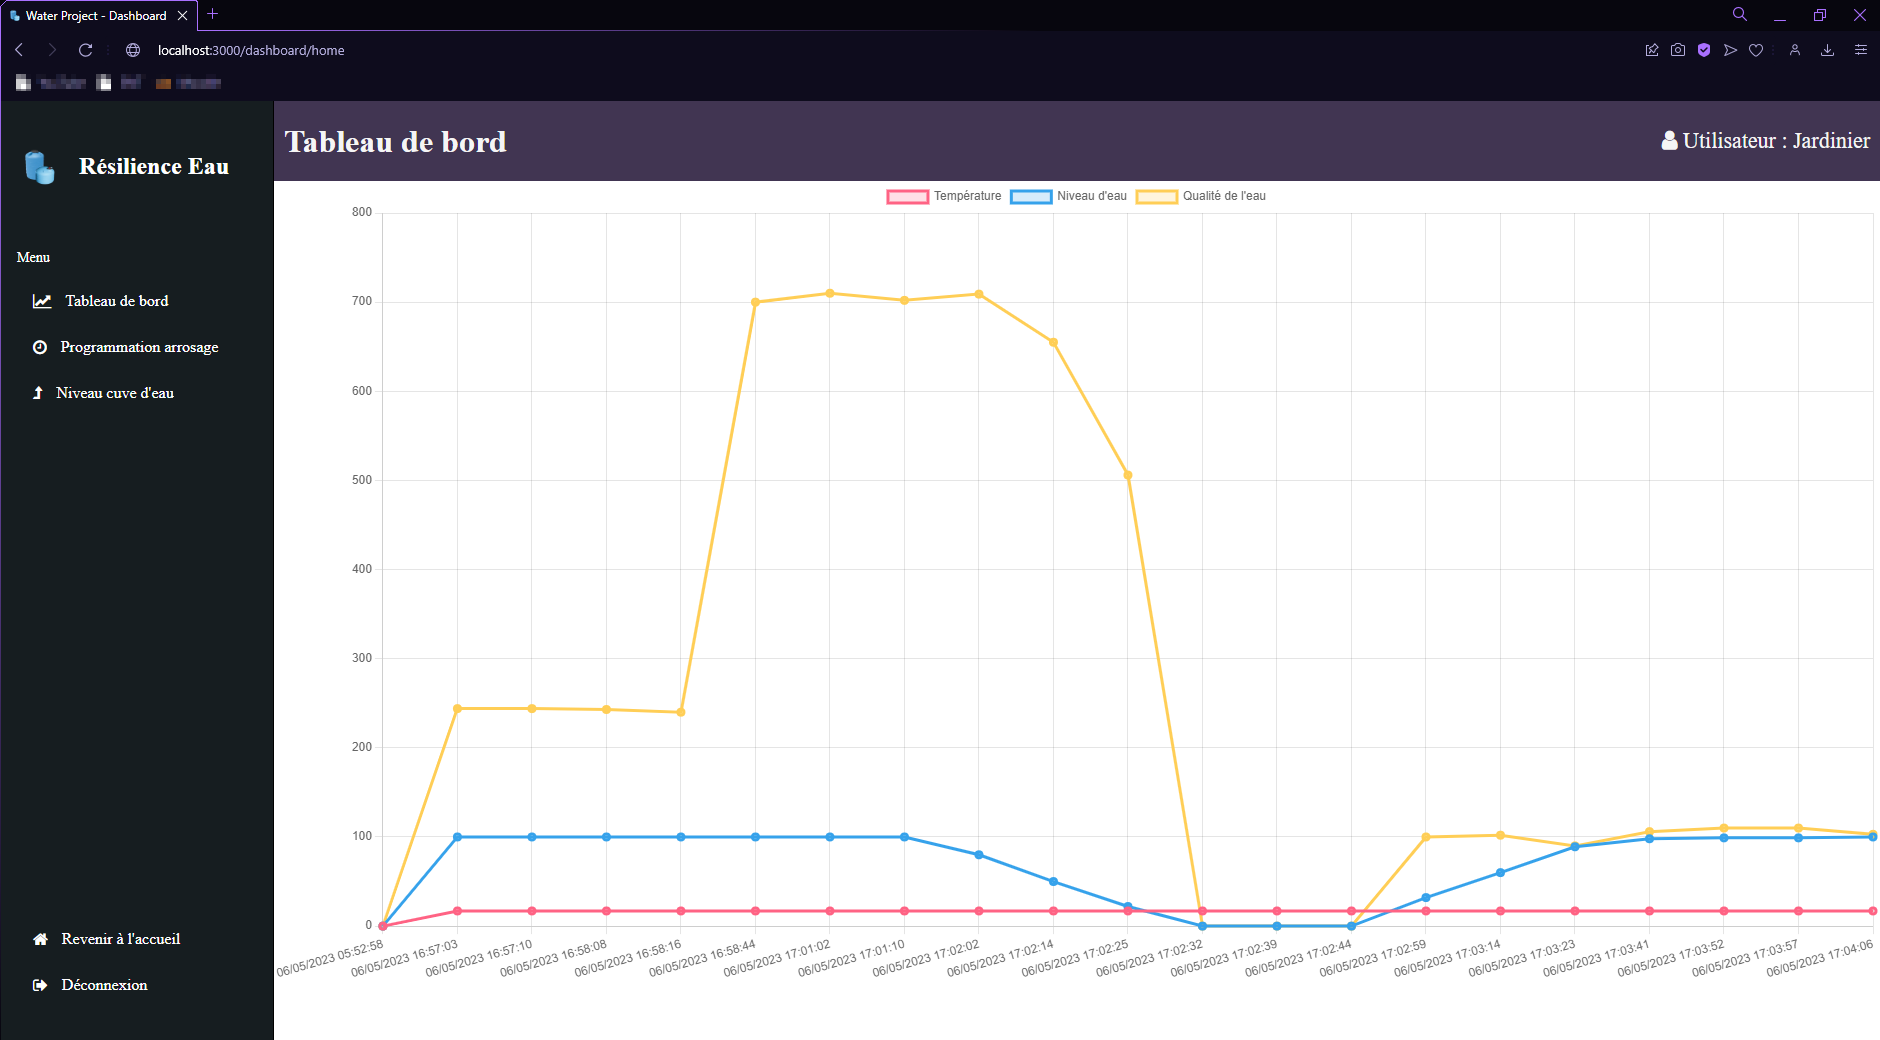 Water Project - Dashboard
localhost:3000/dashboard/home
Résilience Eau
Menu
Tableau de bord
Programmation arrosage
Niveau cuve d'eau
Revenir à l'accueil
Déconnexion
Tableau de bord
Utilisateur : Jardinier
Température Niveau d'eau Qualité de l'eau
800
700
600
500
400
300
200
100
0
06/05/2023 05:52:58
06/05/2023 16:57:03
06/05/2023 16:57:10
06/05/2023 16:58:08
06/05/2023 16:58:16
06/05/2023 16:58:44
06/05/2023 17:01:02
06/05/2023 17:01:10
06/05/2023 17:02:02
06/05/2023 17:02:14
06/05/2023 17:02:25
06/05/2023 17:02:32
06/05/2023 17:02:39
06/05/2023 17:02:44
06/05/2023 17:02:59
06/05/2023 17:03:14
06/05/2023 17:03:23
06/05/2023 17:03:41
06/05/2023 17:03:52
06/05/2023 17:03:57
06/05/2023 17:04:06